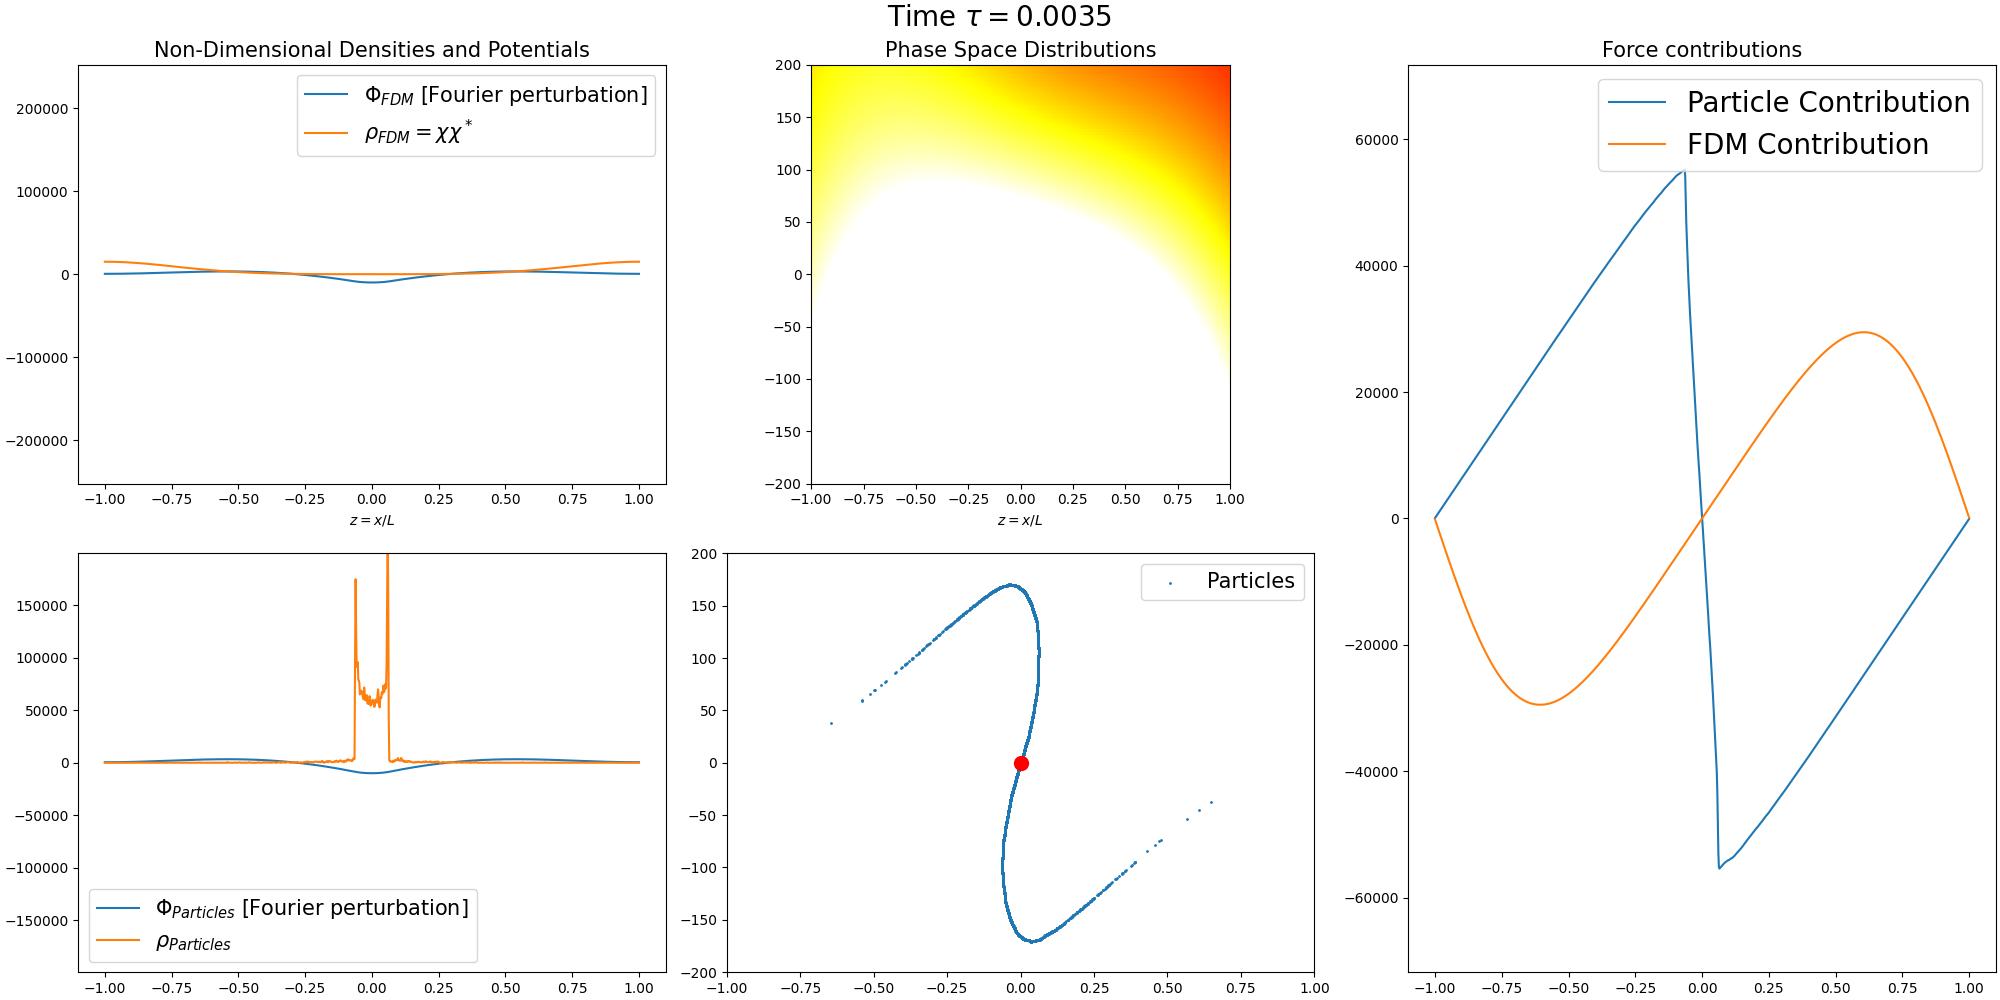 Time τ = 0.0035
Non-Dimensional Densities and Potentials
Φ_FDM [Fourier perturbation]
ρ_FDM = χχ*
200000
100000
0
−100000
−200000
−1.00 −0.75 −0.50 −0.25 0.00 0.25 0.50 0.75 1.00
z = x/L
Phase Space Distributions
200
150
100
50
0
−50
−100
−150
−200
−1.00 −0.75 −0.50 −0.25 0.00 0.25 0.50 0.75 1.00
z = x/L
Force contributions
Particle Contribution
FDM Contribution
60000
40000
20000
0
−20000
−40000
−60000
−1.00 −0.75 −0.50 −0.25 0.00 0.25 0.50 0.75 1.00
150000
100000
50000
0
−50000
−100000
−150000
Φ_Particles [Fourier perturbation]
ρ_Particles
−1.00 −0.75 −0.50 −0.25 0.00 0.25 0.50 0.75 1.00
Particles
200
150
100
50
0
−50
−100
−150
−200
−1.00 −0.75 −0.50 −0.25 0.00 0.25 0.50 0.75 1.00